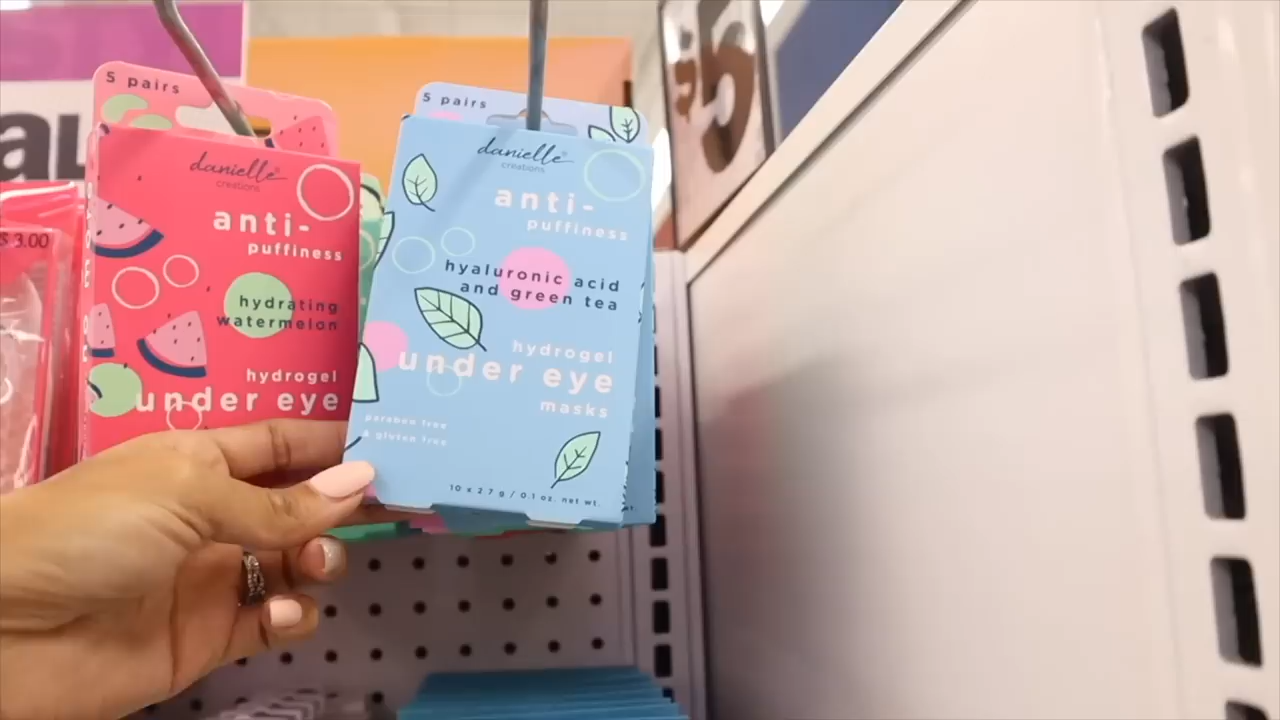 5 pairs
danielle®
creations
anti-
puffiness
hydrating
watermelon
hydrogel
under eye
5 pairs
danielle®
creations
anti-
puffiness
hyaluronic acid
and green tea
hydrogel
under eye
masks
paraben free
& gluten free
10 x 2.7 g / 0.1 oz. net wt.
$3.00
$5